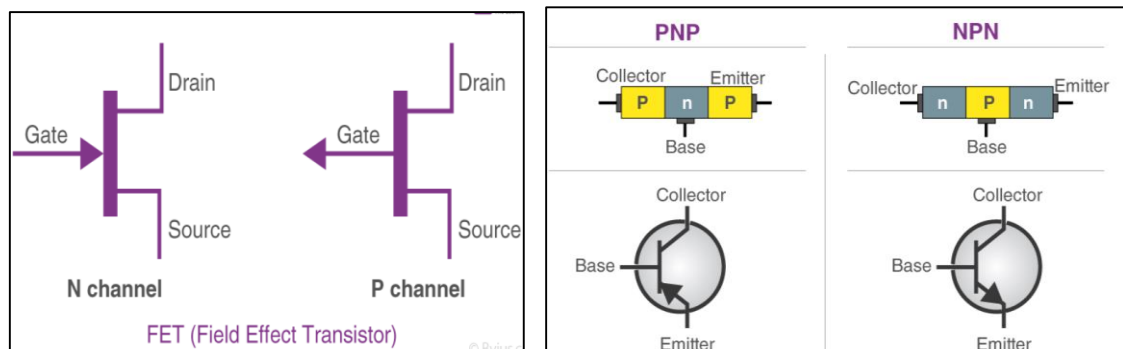 Drain
Drain
Gate
Gate
Source
Source
N channel
P channel
FET (Field Effect Transistor)
PNP
NPN
Collector
Emitter
P n P
Base
Collector
Emitter
n P n
Base
Collector
Base
Emitter
Collector
Base
Emitter